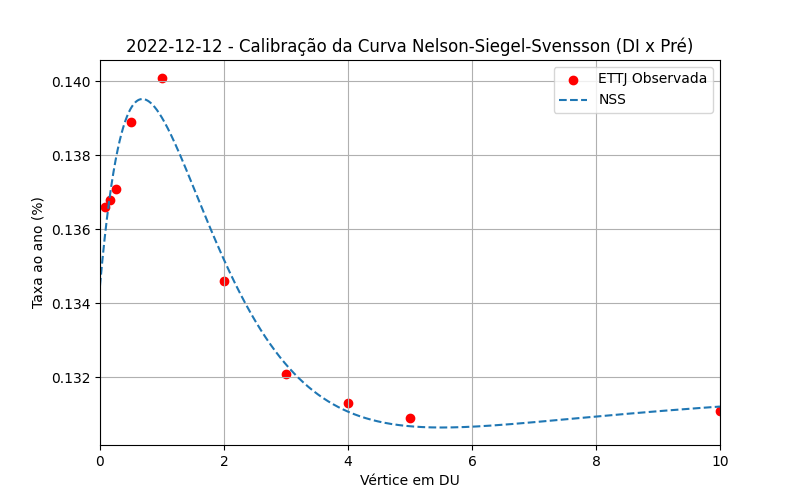 2022-12-12 - Calibração da Curva Nelson-Siegel-Svensson (DI x Pré)
ETTJ Observada
NSS
Taxa ao ano (%)
0.140
0.138
0.136
0.134
0.132
0 2 4 6 8 10
Vértice em DU